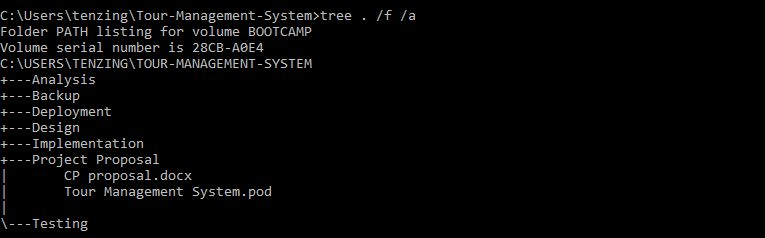 C:\Users\tenzing\Tour-Management-System>tree . /f /a
Folder PATH listing for volume BOOTCAMP
Volume serial number is 28CB-A0E4
C:\USERS\TENZING\TOUR-MANAGEMENT-SYSTEM
+---Analysis
+---Backup
+---Deployment
+---Design
+---Implementation
+---Project Proposal
|       CP proposal.docx
|       Tour Management System.pod
|
\---Testing